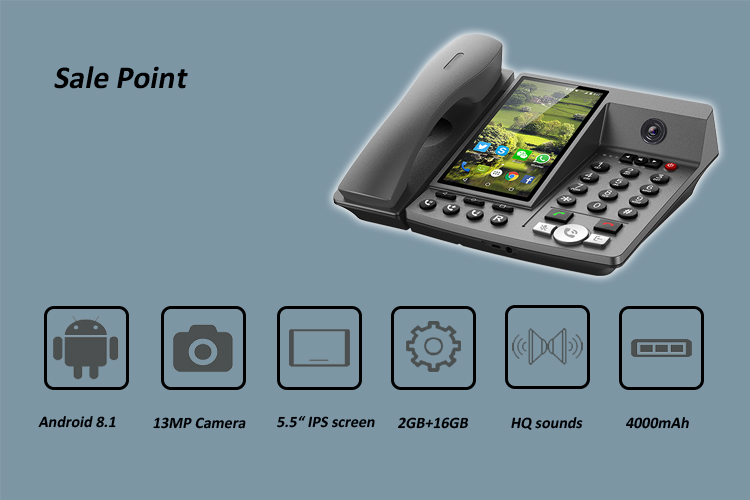 Sale Point
Android 8.1
13MP Camera
5.5“ IPS screen
2GB+16GB
HQ sounds
4000mAh